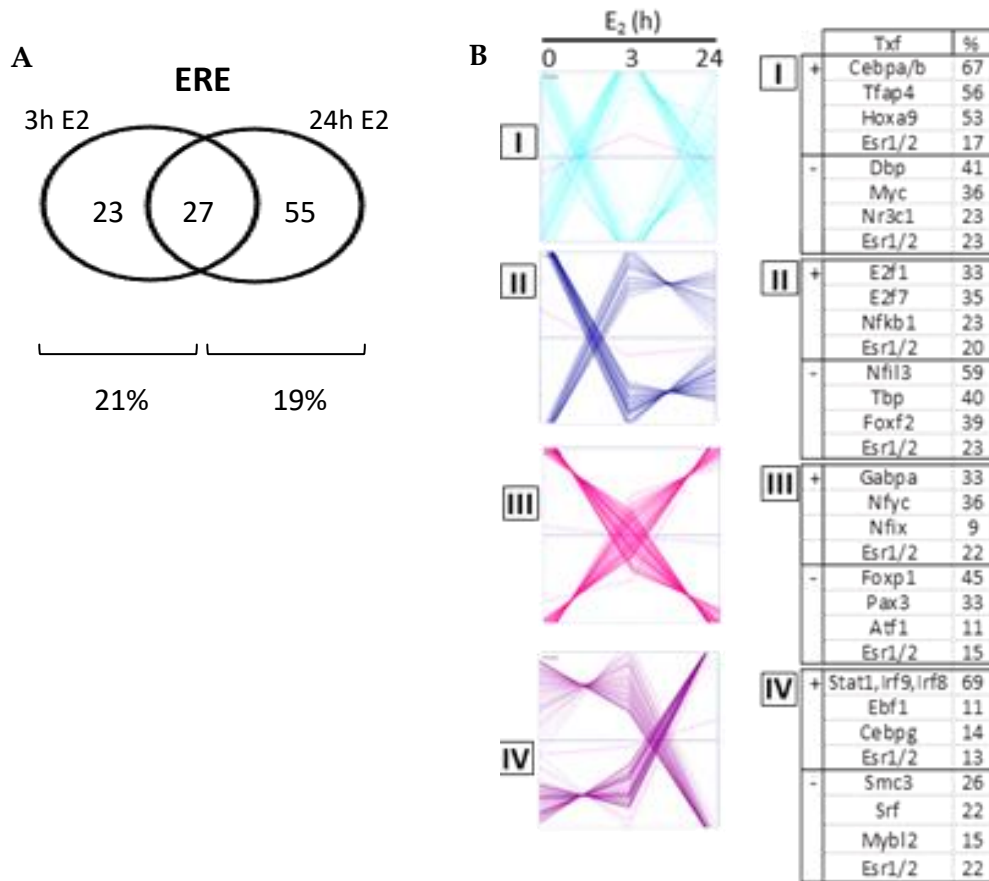 A
ERE
3h E2 24h E2
23 27 55
21% 19%
B
E₂ (h)
0 3 24
I
II
III
IV
Txf %
I + Cebpa/b 67
Tfap4 56
Hoxa9 53
Esr1/2 17
- Dbp 41
Myc 36
Nr3c1 23
Esr1/2 23
II + E2f1 33
E2f7 35
Nfkb1 23
Esr1/2 20
- Nfil3 59
Tbp 40
Foxf2 39
Esr1/2 23
III + Gabpa 33
Nfyc 36
Nfix 9
Esr1/2 22
- Foxp1 45
Pax3 33
Atf1 11
Esr1/2 15
IV + Stat1,Irf9,Irf8 69
Ebf1 11
Cebpg 14
Esr1/2 13
- Smc3 26
Srf 22
Mybl2 15
Esr1/2 22